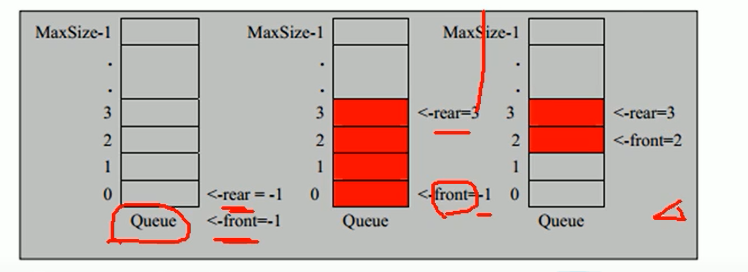 MaxSize-1 MaxSize-1 MaxSize-1
. . .
. . .
3 3 <-rear=3 3 <-rear=3
2 2 2 <-front=2
1 1 1
0 <-rear = -1 0 <-front=-1 0
Queue <-front=-1 Queue Queue